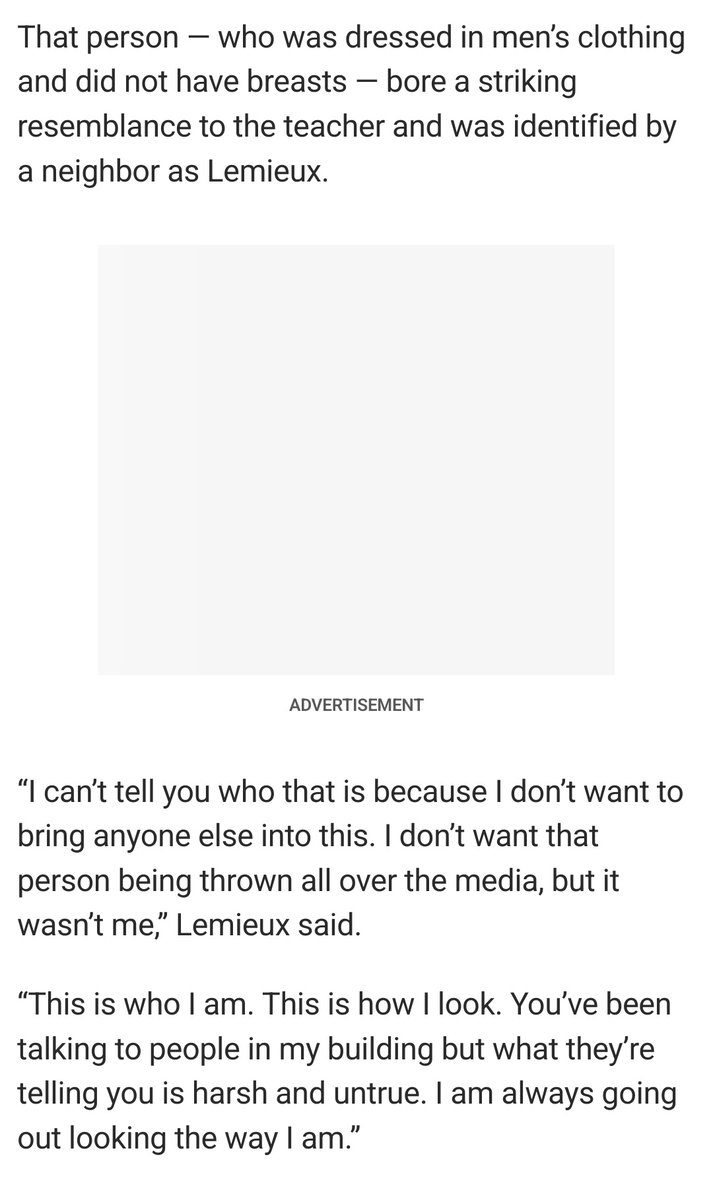 That person — who was dressed in men’s clothing
and did not have breasts — bore a striking
resemblance to the teacher and was identified by
a neighbor as Lemieux.
ADVERTISEMENT
“I can’t tell you who that is because I don’t want to
bring anyone else into this. I don’t want that
person being thrown all over the media, but it
wasn’t me,” Lemieux said.
“This is who I am. This is how I look. You’ve been
talking to people in my building but what they’re
telling you is harsh and untrue. I am always going
out looking the way I am.”